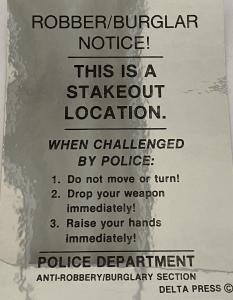 ROBBER/BURGLAR
NOTICE!
THIS IS A
STAKEOUT
LOCATION.
WHEN CHALLENGED
BY POLICE:
1. Do not move or turn!
2. Drop your weapon
immediately!
3. Raise your hands
immediately!
POLICE DEPARTMENT
ANTI-ROBBERY/BURGLARY SECTION
DELTA PRESS ©